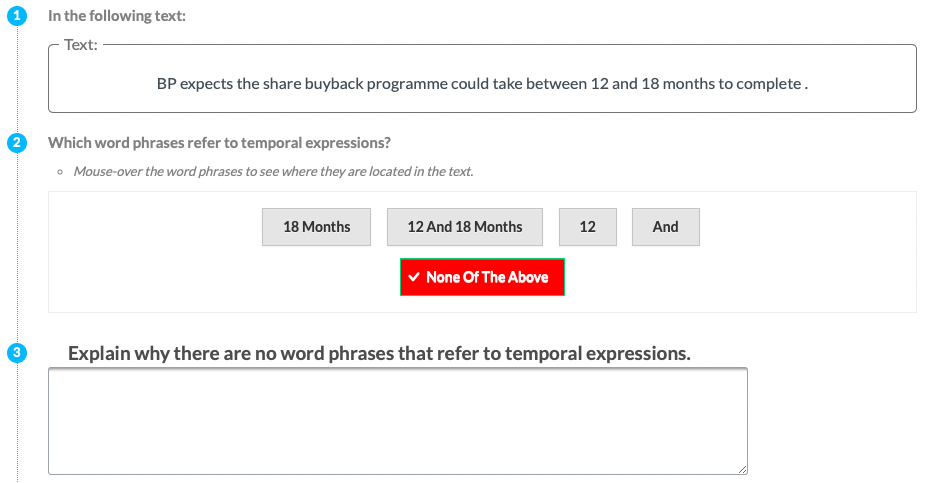 1 In the following text:
Text:
BP expects the share buyback programme could take between 12 and 18 months to complete .
2 Which word phrases refer to temporal expressions?
Mouse-over the word phrases to see where they are located in the text.
18 Months 12 And 18 Months 12 And
None Of The Above
3 Explain why there are no word phrases that refer to temporal expressions.